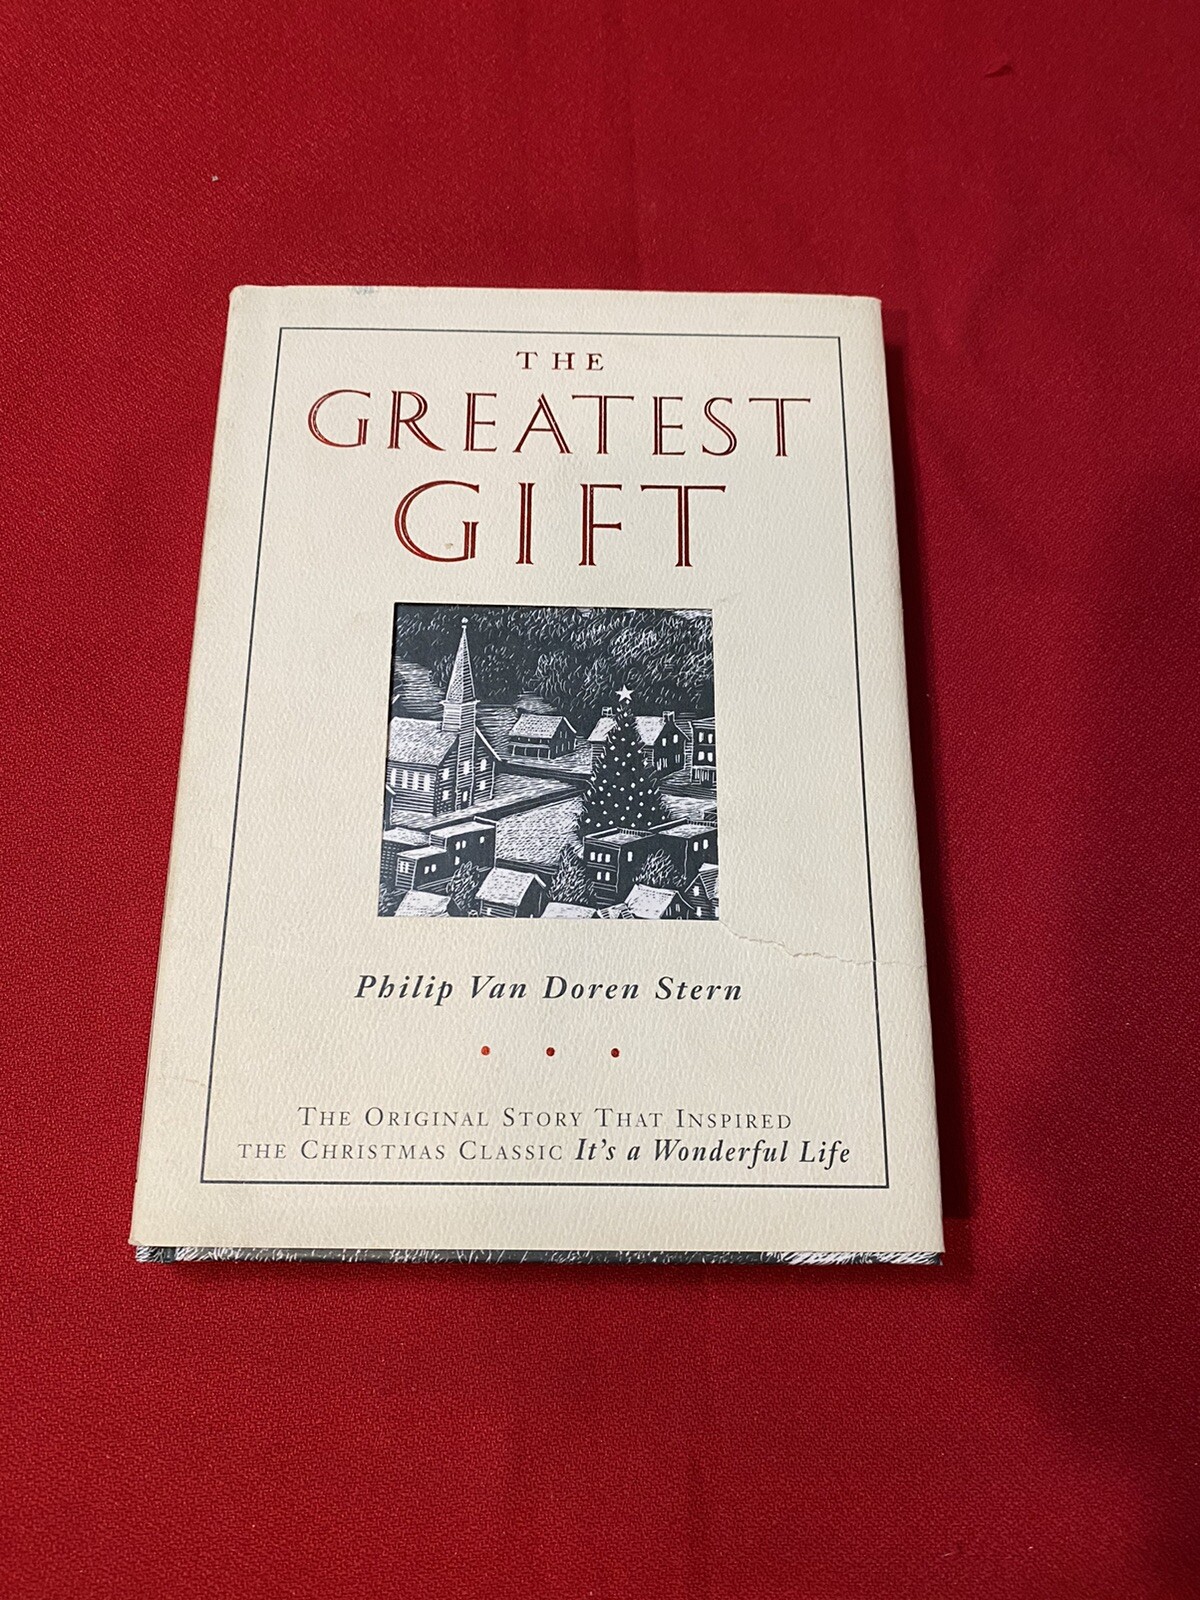 THE
GREATEST
GIFT
Philip Van Doren Stern
THE ORIGINAL STORY THAT INSPIRED
THE CHRISTMAS CLASSIC It's a Wonderful Life